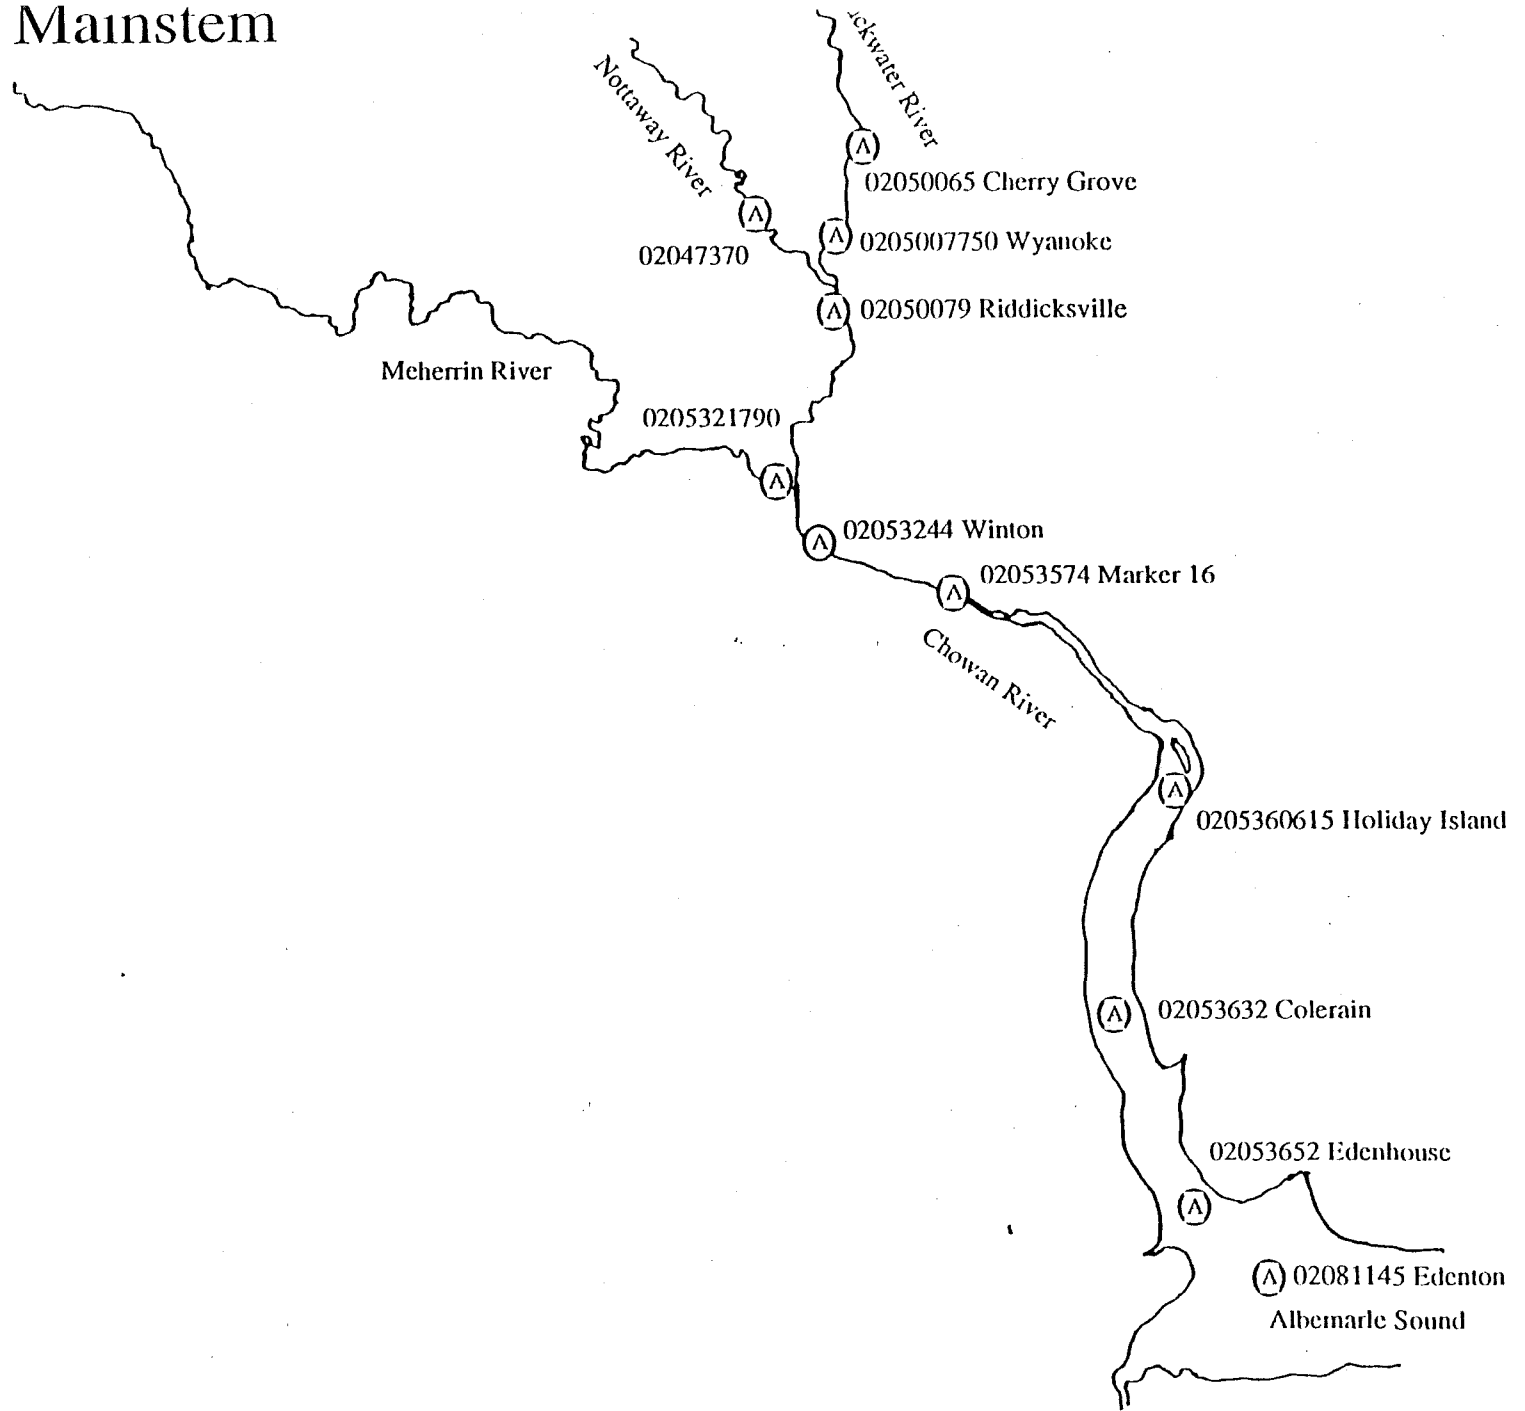 Mainstem
Nottaway River
River
Λ
02050065 Cherry Grove
Λ
02047370
Λ
0205007750 Wyanoke
Λ
02050079 Riddicksville
Meherrin River
0205321790
Λ
Λ
02053244 Winton
Λ
02053574 Marker 16
Chowan River
Λ
0205360615 Holiday Island
Λ
02053632 Colerain
02053652 Edenhouse
Λ
Λ
02081145 Edenton
Albemarle Sound